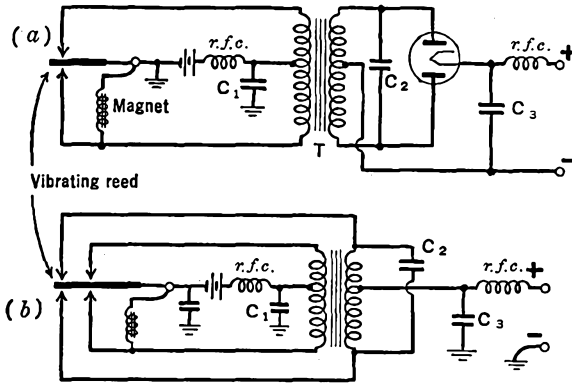 (a)
r.f.c.
C1
Magnet
T
C2
r.f.c.
+
C3
−
Vibrating reed
(b)
r.f.c.
C1
C2
r.f.c.
+
C3
−